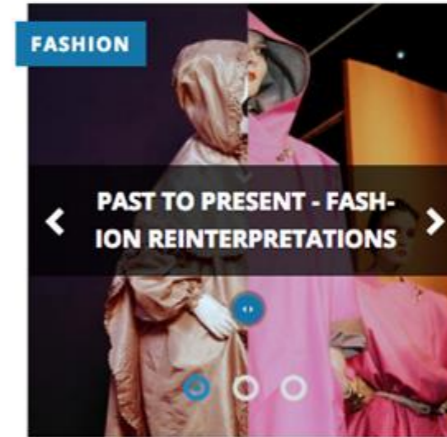 FASHION
PAST TO PRESENT - FASH-
ION REINTERPRETATIONS